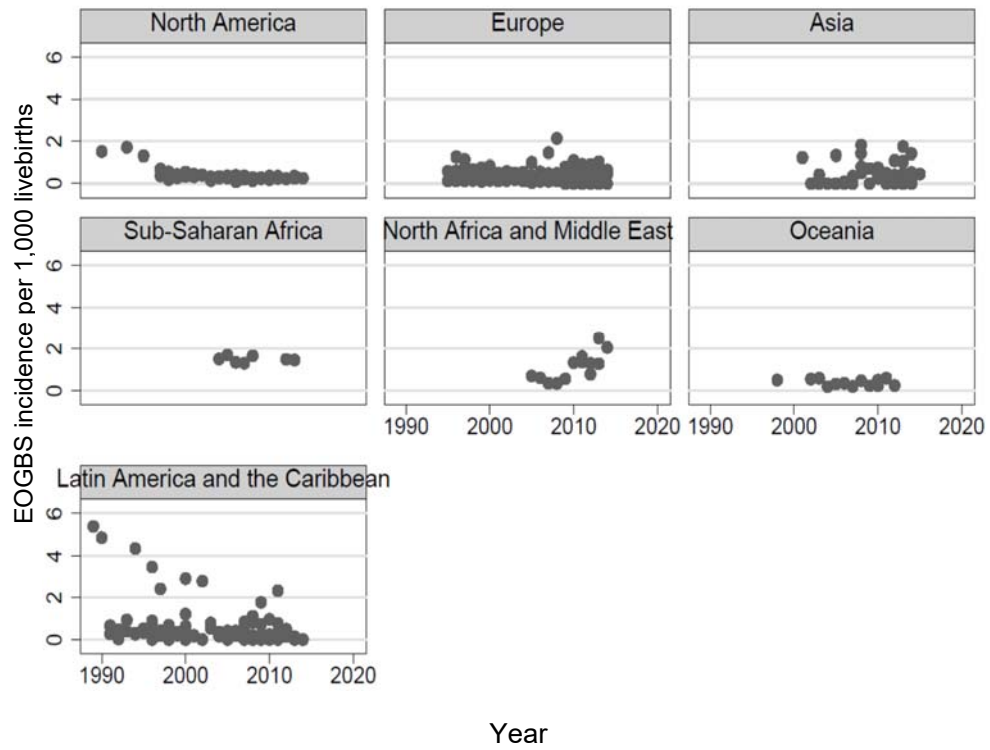 North America
Europe
Asia
6
4
2
0
Sub-Saharan Africa
North Africa and Middle East
Oceania
6
4
2
0
1990 2000 2010 2020
1990 2000 2010 2020
Latin America and the Caribbean
6
4
2
0
1990 2000 2010 2020
EOGBS incidence per 1,000 livebirths
Year